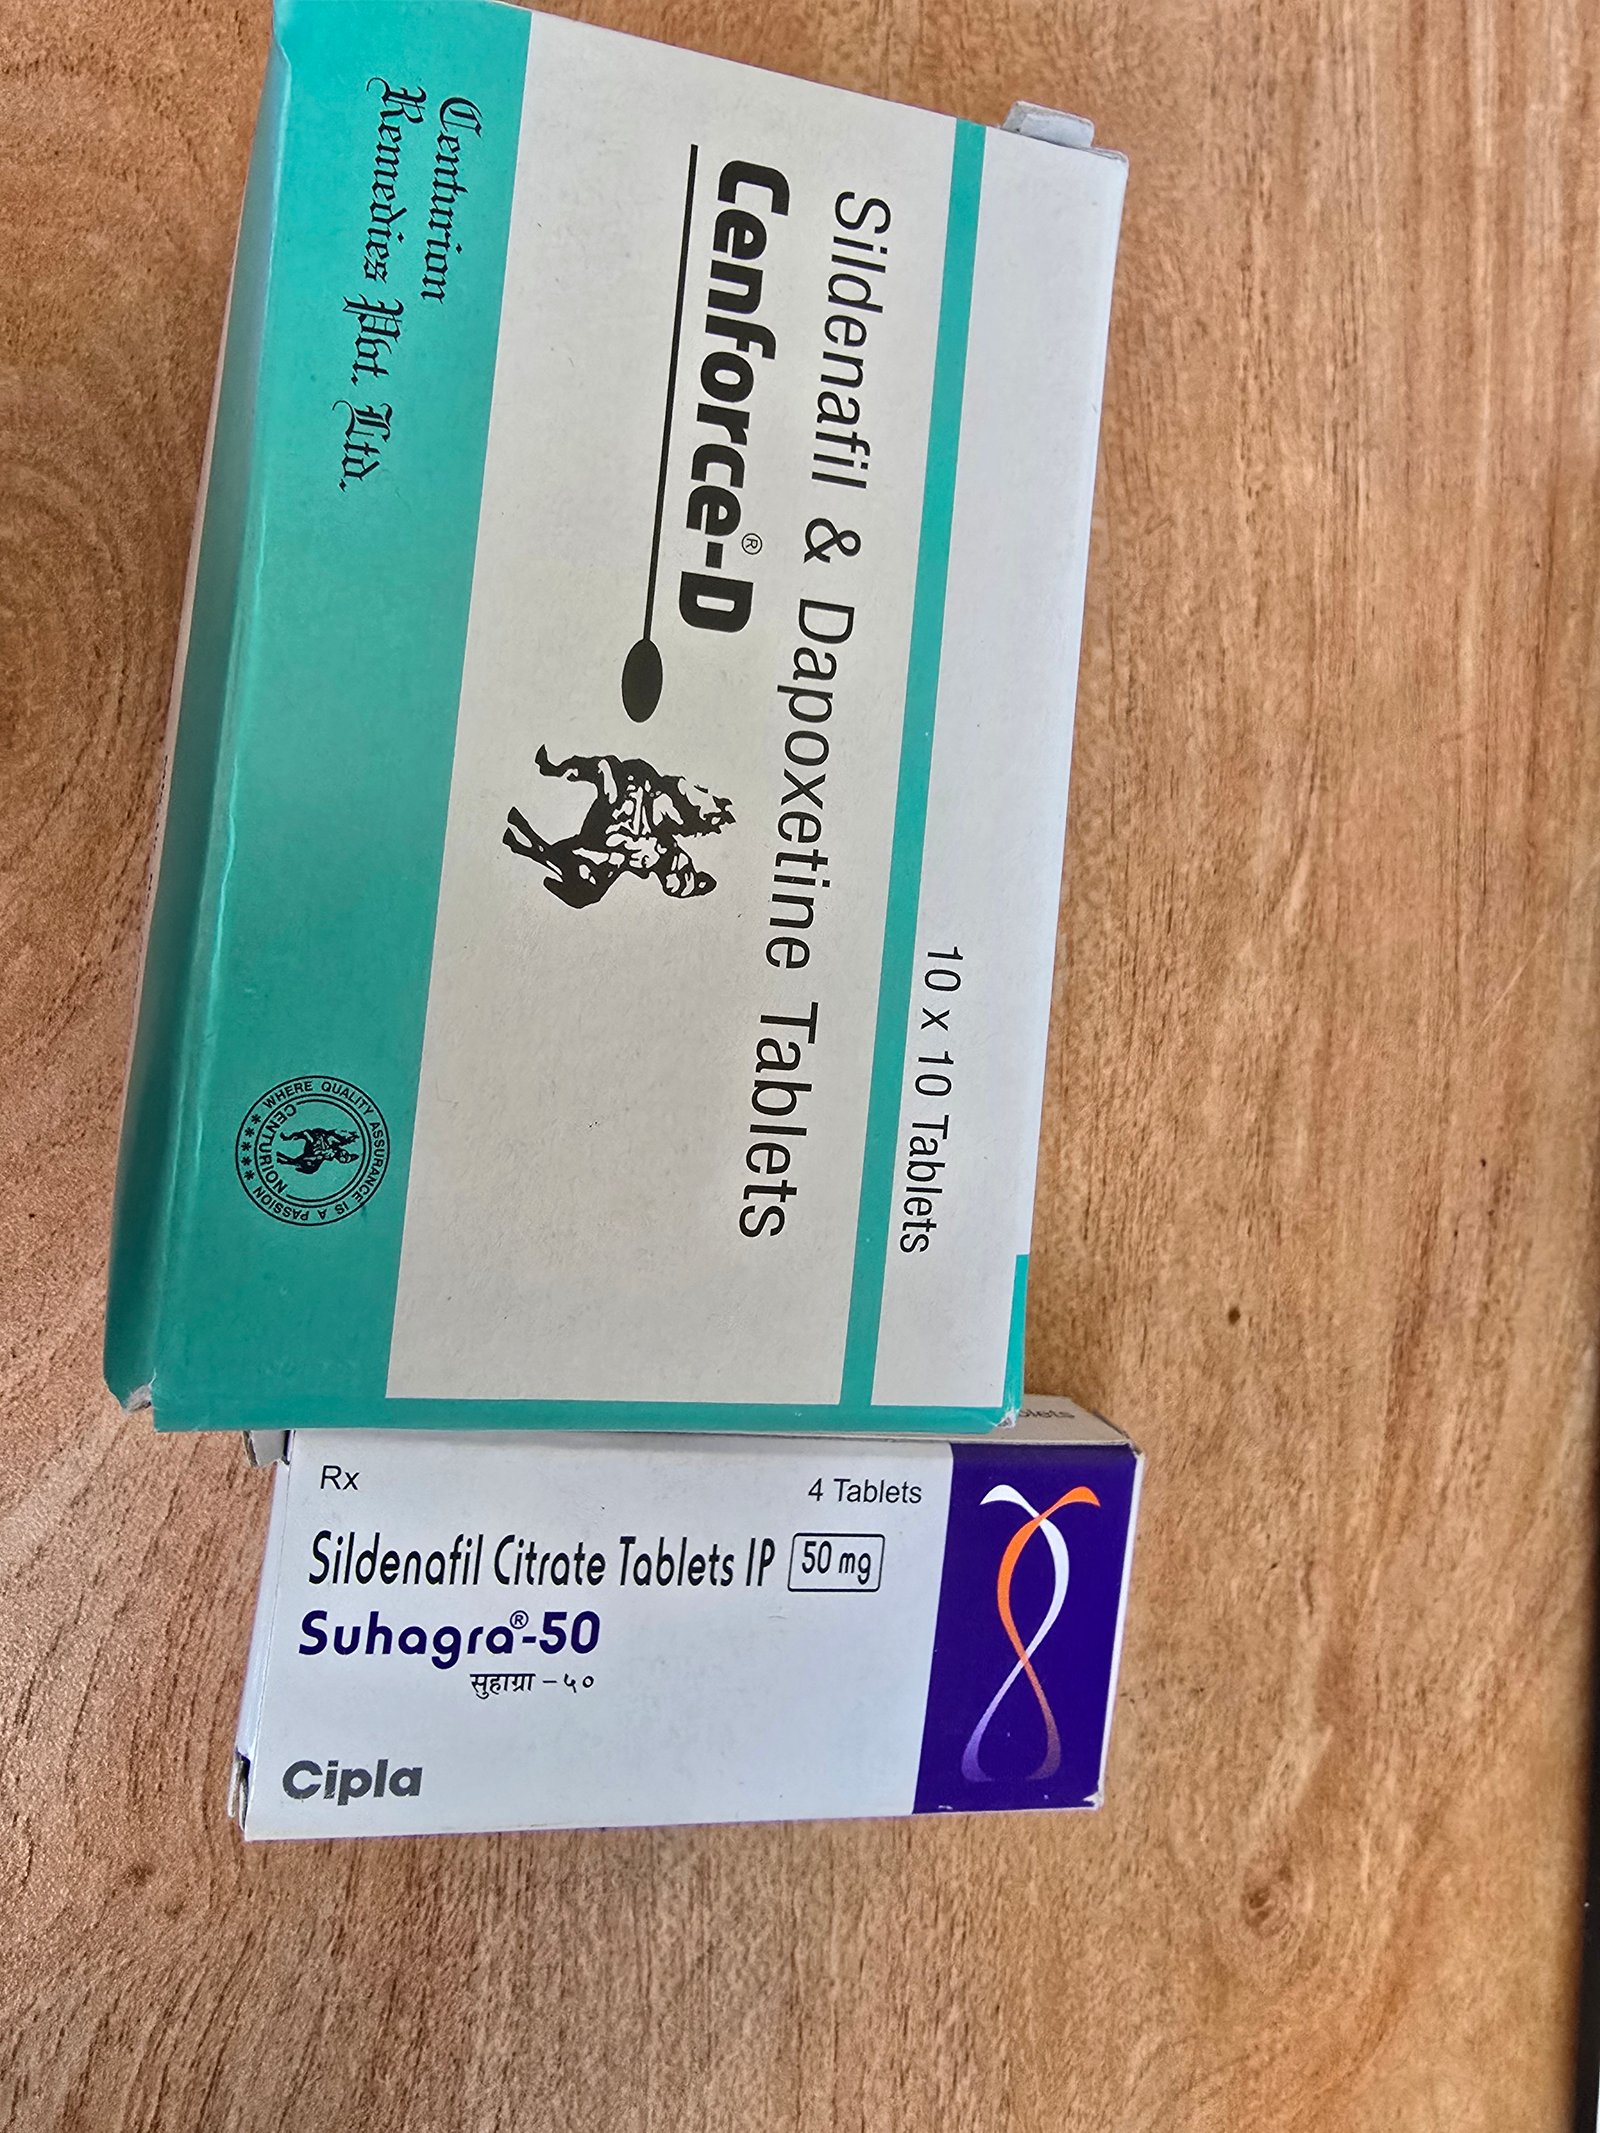 10 x 10 Tablets
Sildenafil & Dapoxetine Tablets
Cenforce®-D
Centurion
Remedies Pvt. Ltd.
WHERE QUALITY ASSURANCE IS A PASSION
CENTURION
Rx
4 Tablets
Sildenafil Citrate Tablets IP 50 mg
Suhagra®-50
सुहाग्रा – ५०
Cipla